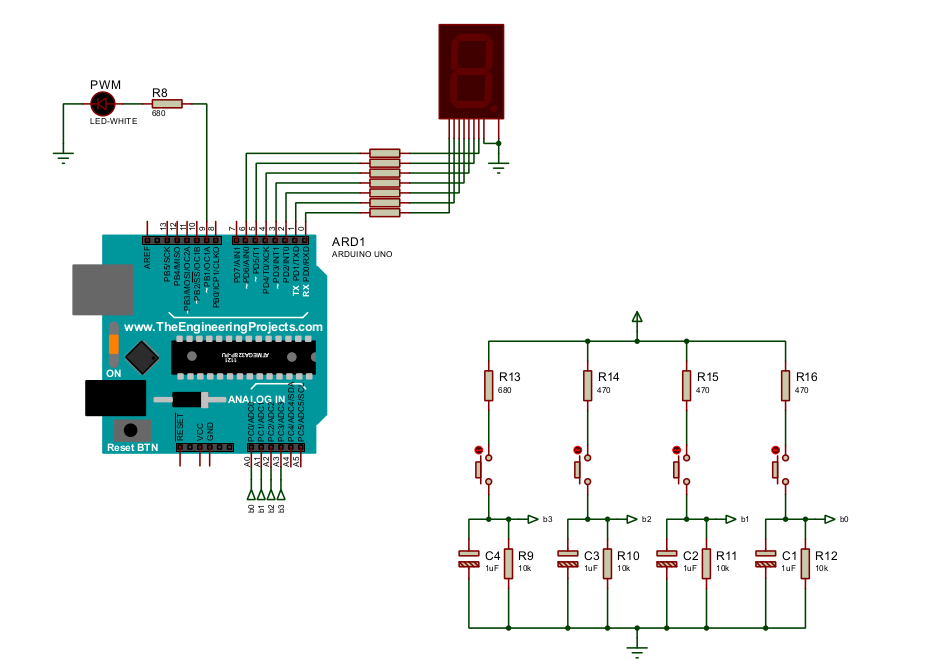 PWM
LED-WHITE
R8
680
ARD1
ARDUINO UNO
AREF
13
12
11
10
9
8
7
6
5
4
3
2
1
0
PB5/SCK
PB4/MISO
~PB3/MOSI/OC2A
~PB2/SS/OC1B
~PB1/OC1A
PB0/ICP1/CLKO
PD7/AIN1
~PD6/AIN0
~PD5/T1
PD4/T0/XCK
~PD3/INT1
PD2/INT0
TX PD1/TXD
RX PD0/RXD
www.TheEngineeringProjects.com
ATMEGA328P-PU
1121
ON
ANALOG IN
Reset BTN
RESET
VCC
GND
PC0/ADC0
PC1/ADC1
PC2/ADC2
PC3/ADC3
PC4/ADC4/SDA
PC5/ADC5/SCL
A0
A1
A2
A3
A4
A5
b0
b1
b2
b3
R13
680
R14
470
R15
470
R16
470
b3
b2
b1
b0
C4
1uF
R9
10k
C3
1uF
R10
10k
C2
1uF
R11
10k
C1
1uF
R12
10k